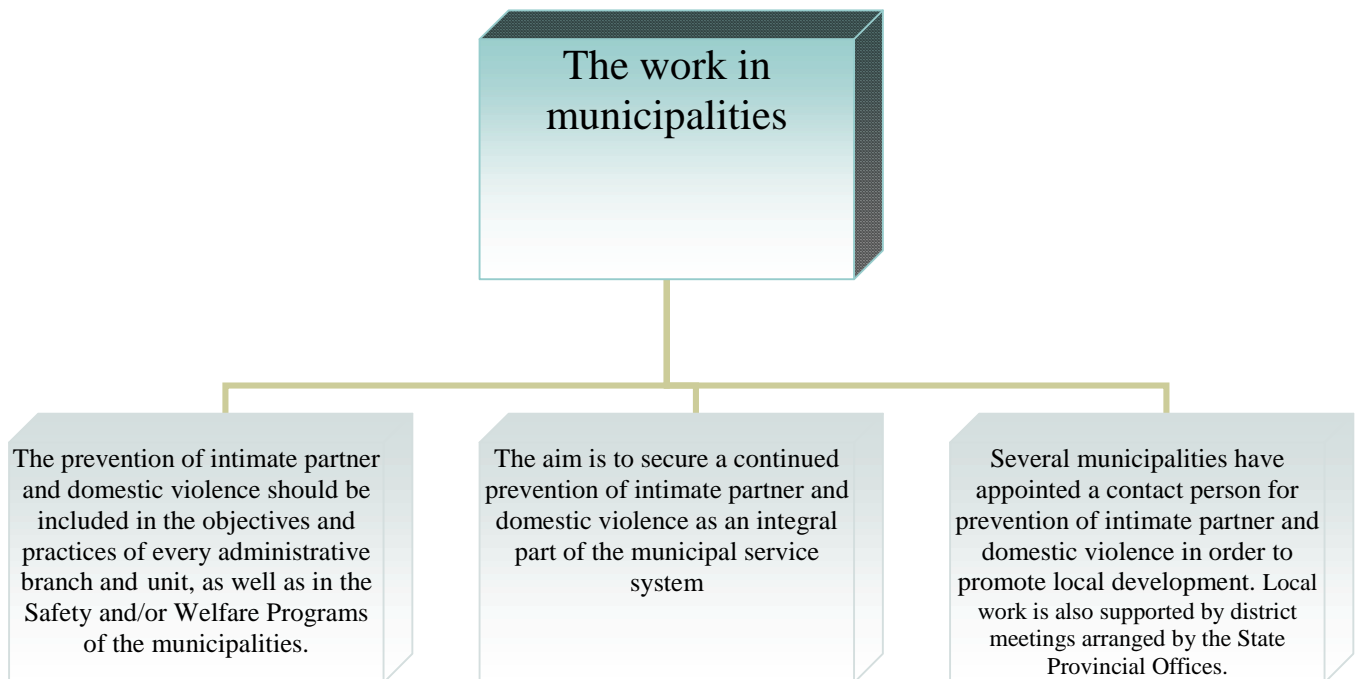 The work in
municipalities
The prevention of intimate partner
and domestic violence should be
included in the objectives and
practices of every administrative
branch and unit, as well as in the
Safety and/or Welfare Programs
of the municipalities.
The aim is to secure a continued
prevention of intimate partner and
domestic violence as an integral
part of the municipal service
system
Several municipalities have
appointed a contact person for
prevention of intimate partner and
domestic violence in order to
promote local development. Local
work is also supported by district
meetings arranged by the State
Provincial Offices.